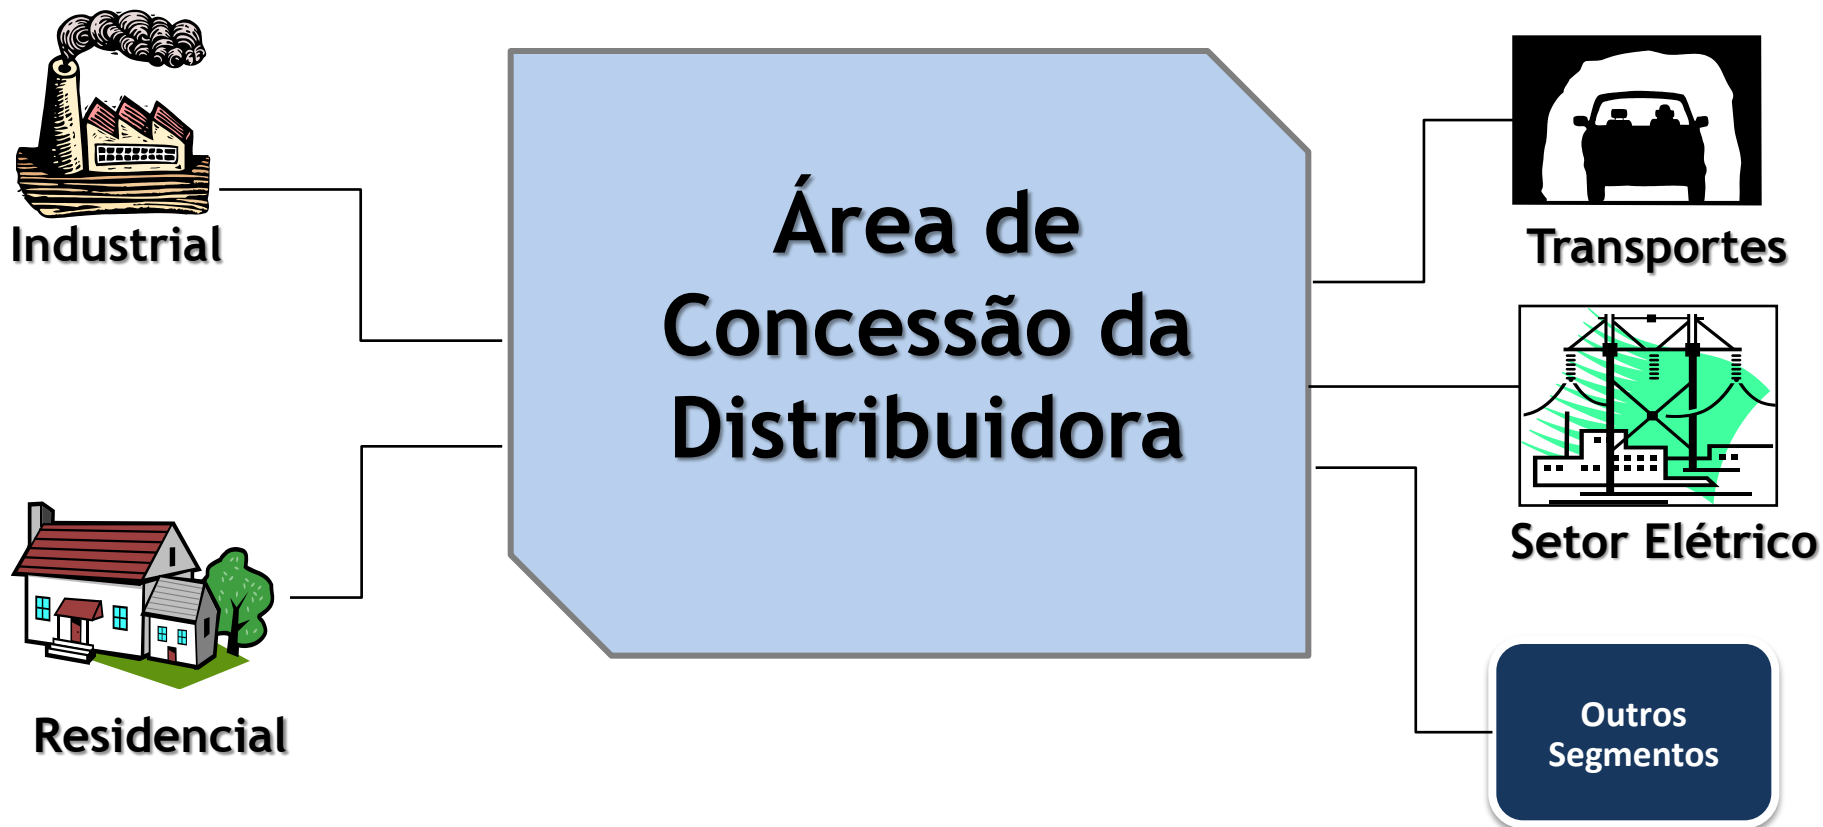 Industrial
Residencial
Área de
Concessão da
Distribuidora
Transportes
Setor Elétrico
Outros
Segmentos